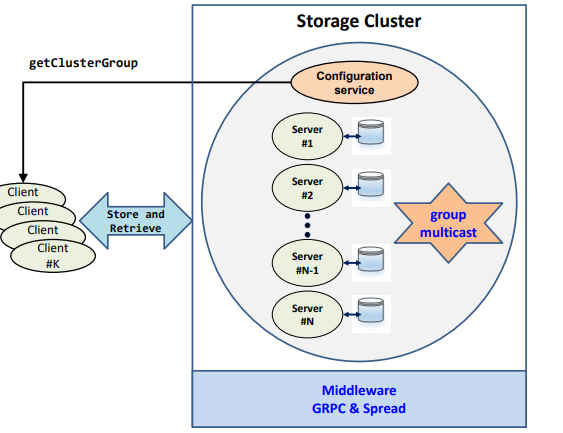 Storage Cluster
getClusterGroup
Configuration
service
Server
#1
Server
#2
Client
Client
Client
Client
#K
Store and
Retrieve
group
multicast
Server
#N-1
Server
#N
Middleware
GRPC & Spread